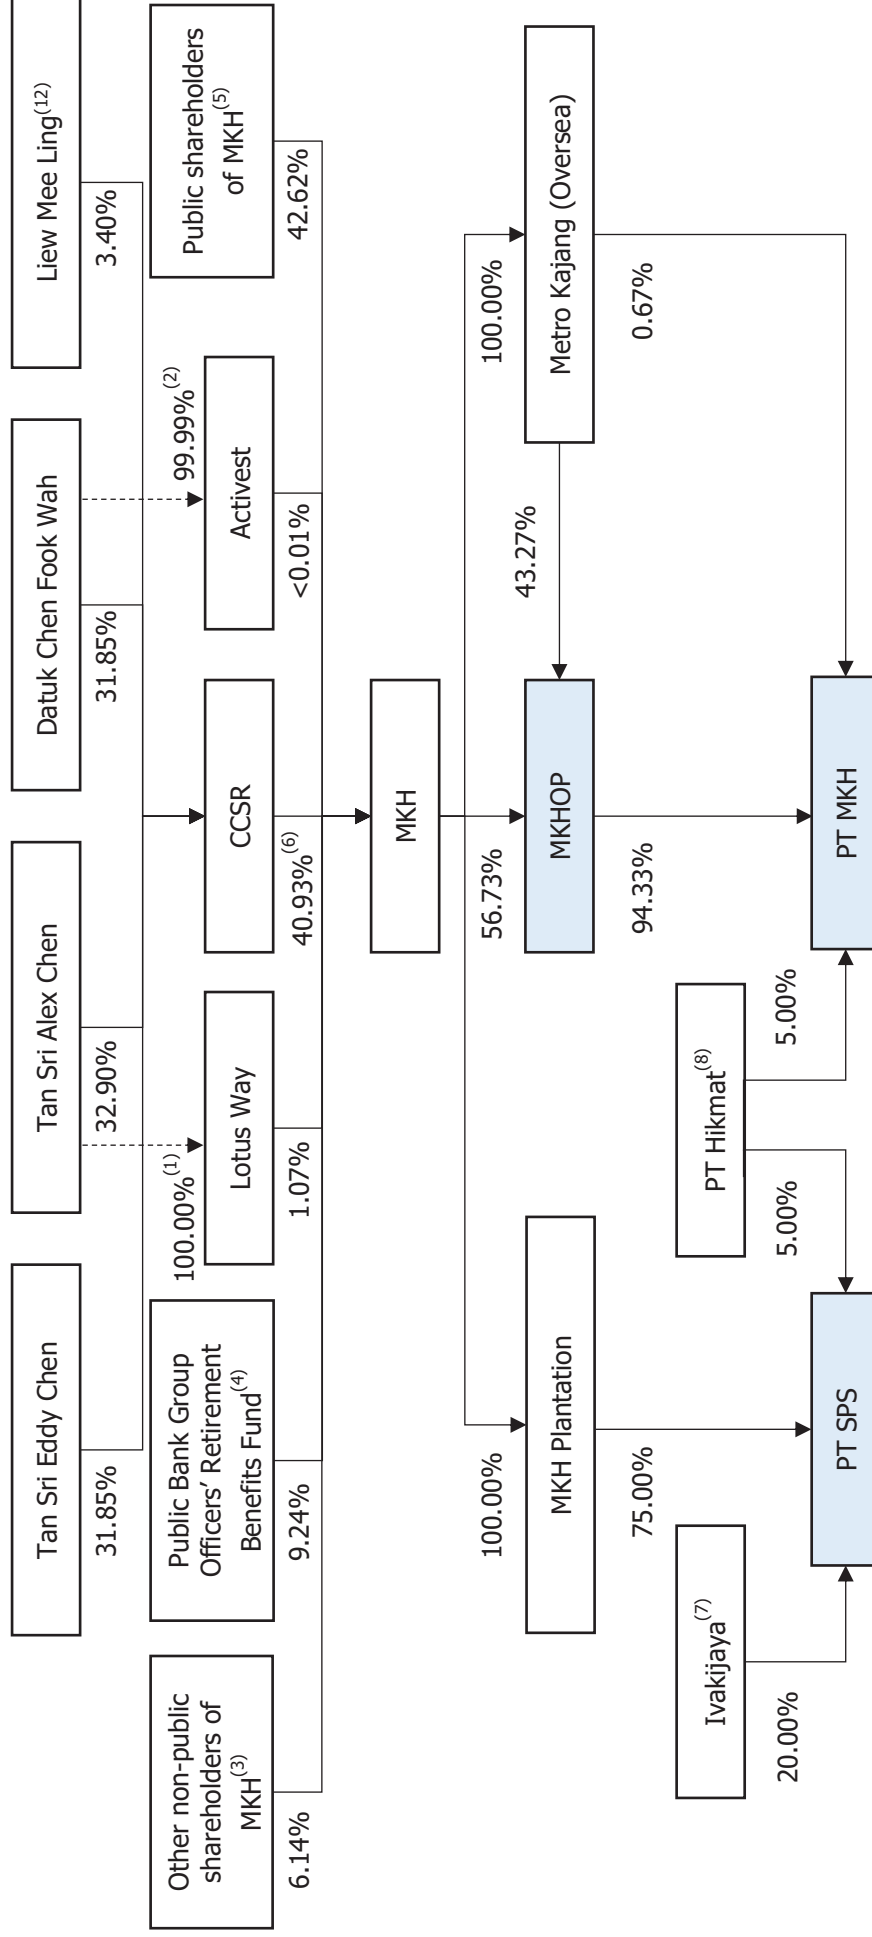 Tan Sri Eddy Chen
Tan Sri Alex Chen
Datuk Chen Fook Wah
Liew Mee Ling(12)
31.85%
32.90%
31.85%
3.40%
100.00%(1)
99.99%(2)
Other non-public
shareholders of
MKH(3)
Public Bank Group
Officers’ Retirement
Benefits Fund(4)
Lotus Way
CCSR
Activest
Public shareholders
of MKH(5)
6.14%
9.24%
1.07%
40.93%(6)
<0.01%
42.62%
MKH
100.00%
56.73%
100.00%
MKH Plantation
MKHOP
43.27%
Metro Kajang (Oversea)
75.00%
94.33%
0.67%
Ivakijaya(7)
PT Hikmat(8)
20.00%
5.00%
5.00%
PT SPS
PT MKH